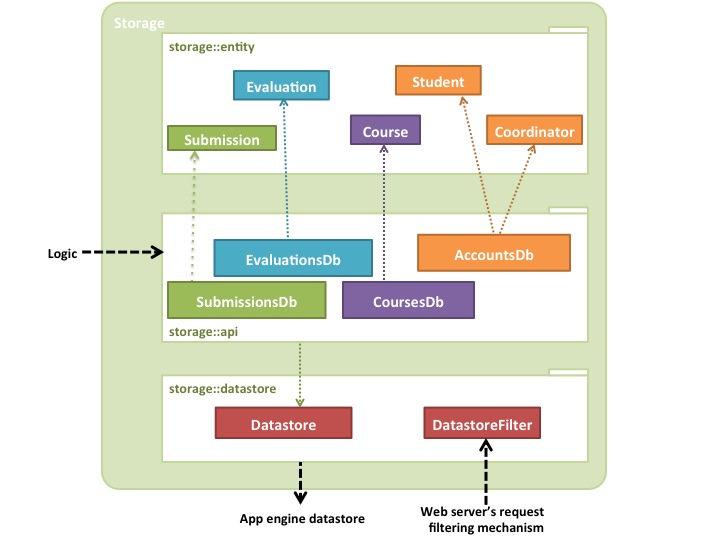 Storage
storage::entity
Evaluation
Student
Submission
Course
Coordinator
Logic
EvaluationsDb
AccountsDb
SubmissionsDb
CoursesDb
storage::api
storage::datastore
Datastore
DatastoreFilter
App engine datastore
Web server's request
filtering mechanism